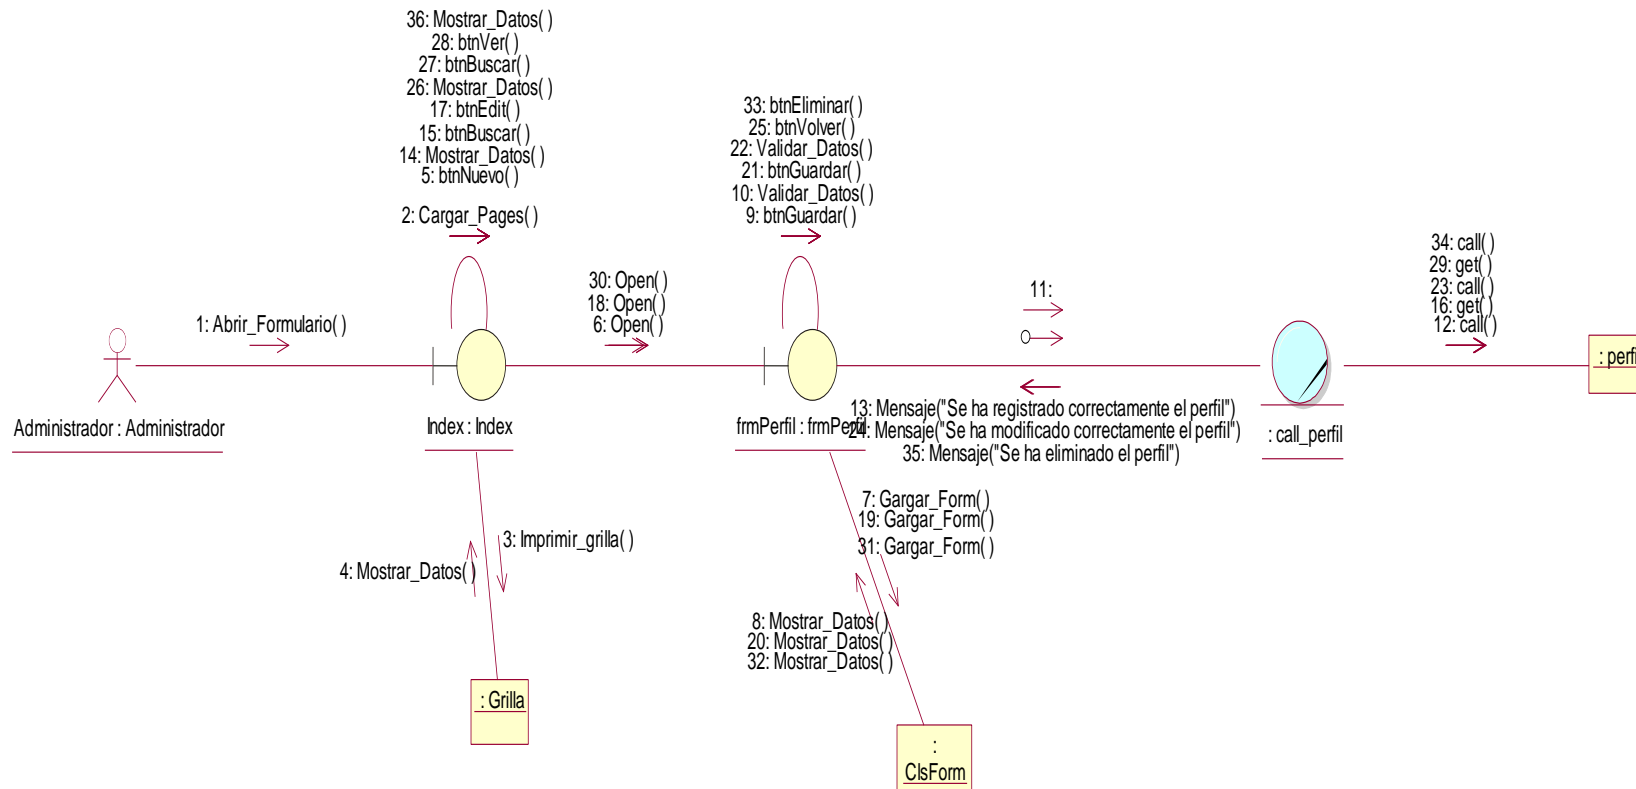 36: Mostrar_Datos( )
28: btnVer( )
27: btnBuscar( )
26: Mostrar_Datos( )
17: btnEdit( )
15: btnBuscar( )
14: Mostrar_Datos( )
5: btnNuevo( )
2: Cargar_Pages( )
33: btnEliminar( )
25: btnVolver( )
22: Validar_Datos( )
21: btnGuardar( )
10: Validar_Datos( )
9: btnGuardar( )
34: call( )
29: get( )
23: call( )
16: get( )
12: call( )
30: Open( )
18: Open( )
6: Open( )
11:
1: Abrir_Formulario( )
: perfi
Administrador : Administrador
Index : Index
frmPerfil : frmPerfil
13: Mensaje("Se ha registrado correctamente el perfil")
24: Mensaje("Se ha modificado correctamente el perfil")
35: Mensaje("Se ha eliminado el perfil")
: call_perfil
7: Gargar_Form( )
19: Gargar_Form( )
31: Gargar_Form( )
3: Imprimir_grilla( )
4: Mostrar_Datos( )
8: Mostrar_Datos( )
20: Mostrar_Datos( )
32: Mostrar_Datos( )
: Grilla
:
ClsForm